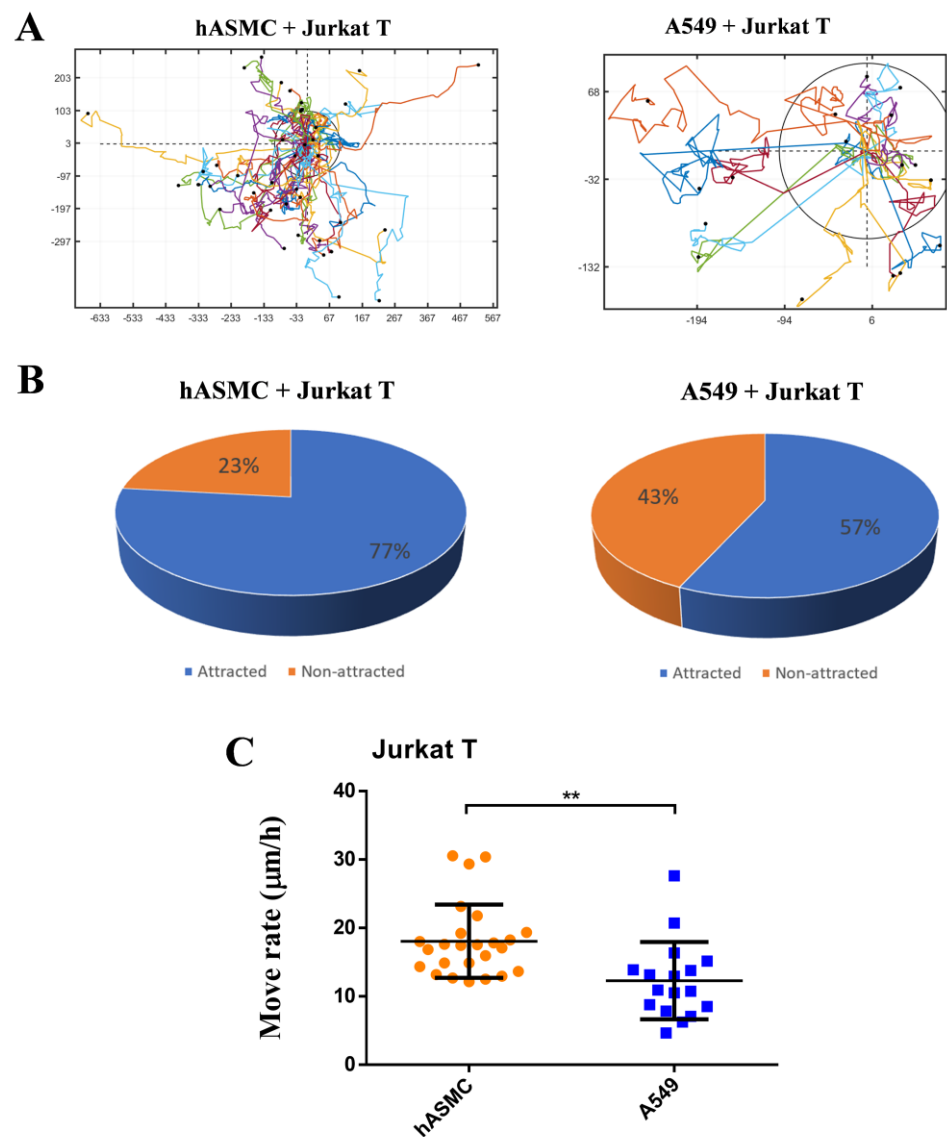 A
hASMC + Jurkat T
A549 + Jurkat T
203
103
3
-97
-197
-297
-633 -533 -433 -333 -233 -133 -33 67 167 267 367 467 567
68
-32
-132
-194 -94 6
B
hASMC + Jurkat T
A549 + Jurkat T
23%
77%
43%
57%
Attracted Non-attracted
Attracted Non-attracted
C
Jurkat T
Move rate (μm/h)
40
30
20
10
0
**
hASMC
A549